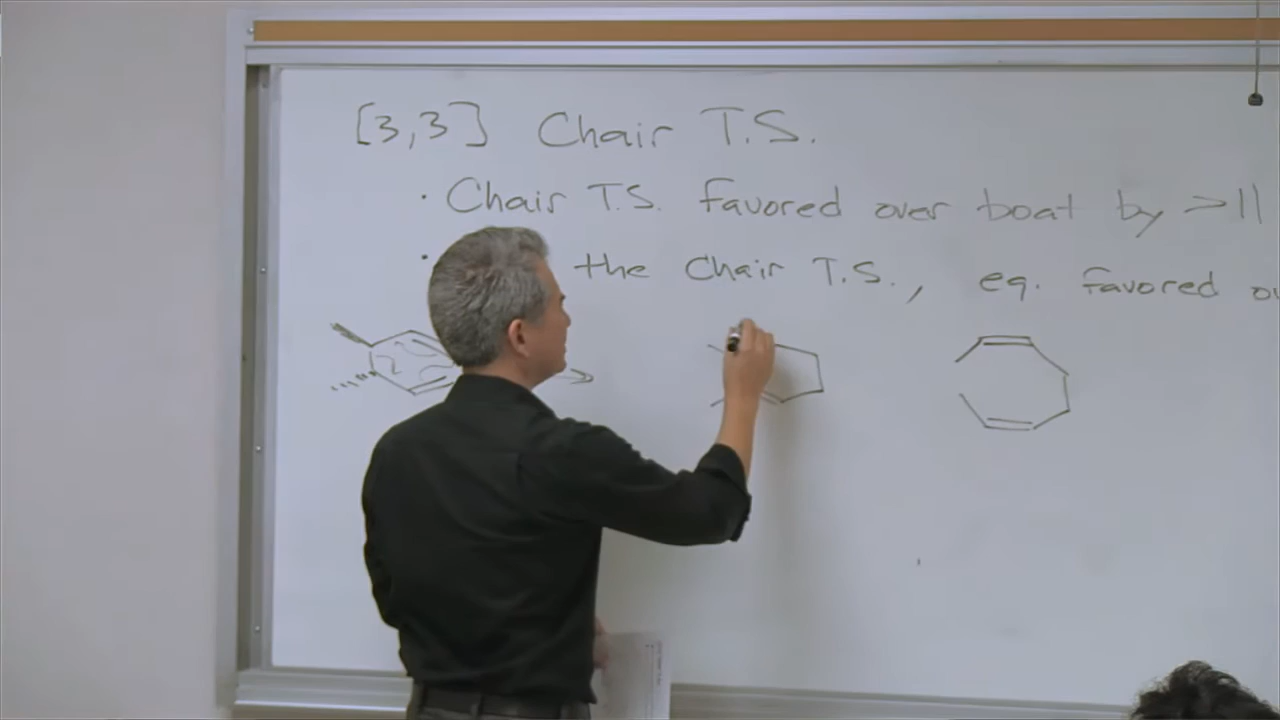 [3,3] Chair T.S.
· Chair T.S. favored over boat by >11
· the Chair T.S., eq. favored